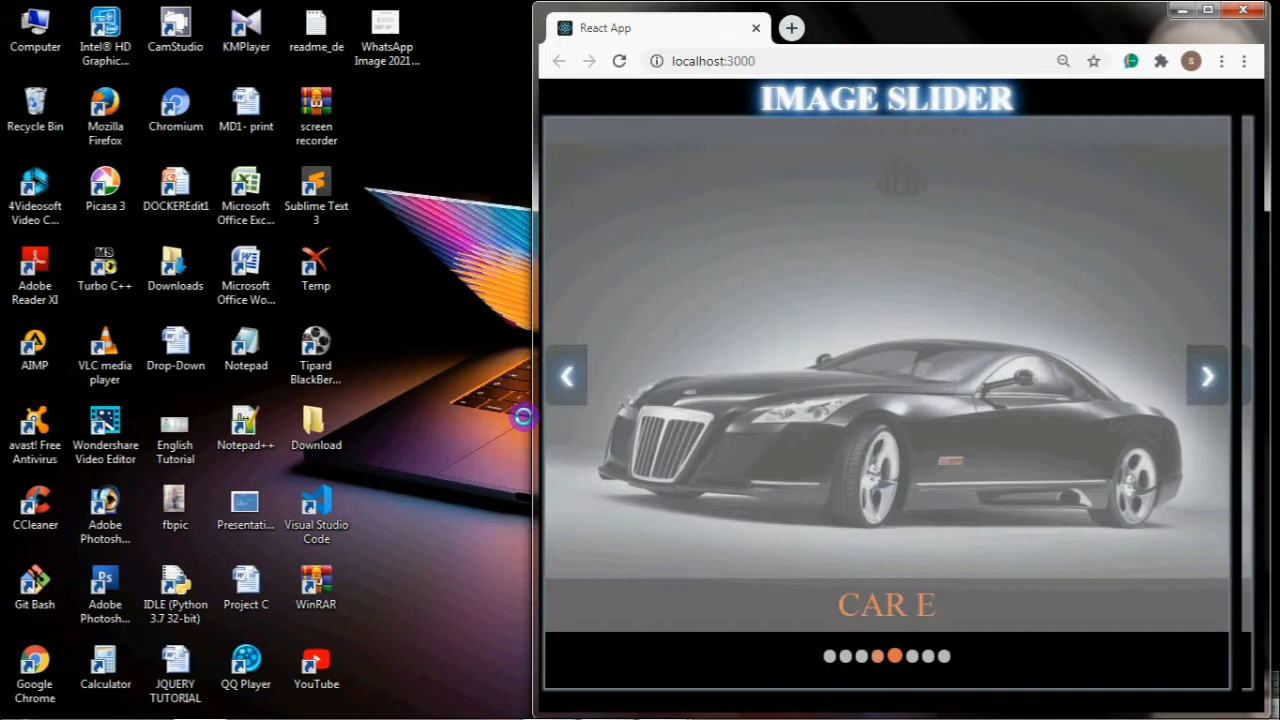 Computer
Intel® HD
Graphic...
CamStudio
KMPlayer
readme_de
WhatsApp
Image 2021...
Recycle Bin
Mozilla
Firefox
Chromium
MD1- print
screen
recorder
4Videosoft
Video C...
Picasa 3
DOCKEREdit1
Microsoft
Office Exc...
Sublime Text
3
Adobe
Reader XI
Turbo C++
Downloads
Microsoft
Office Wo...
Temp
AIMP
VLC media
player
Drop-Down
Notepad
Tipard
BlackBer...
avast! Free
Antivirus
Wondershare
Video Editor
English
Tutorial
Notepad++
Download
CCleaner
Adobe
Photosh...
fbpic
Presentati...
Visual Studio
Code
Git Bash
Adobe
Photosh...
IDLE (Python
3.7 32-bit)
Project C
WinRAR
Google
Chrome
Calculator
JQUERY
TUTORIAL
QQ Player
YouTube
React App
localhost:3000
IMAGE SLIDER
CAR E